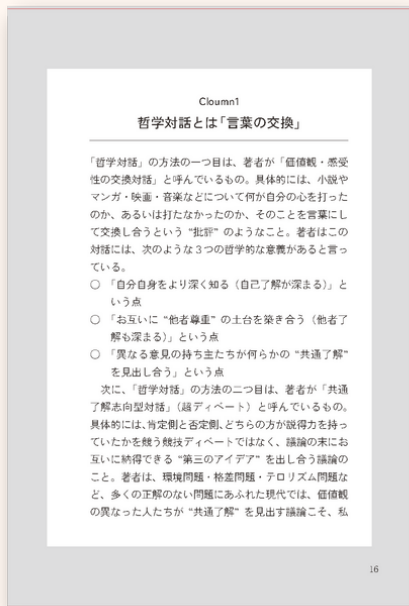 Cloumn1
哲学対話とは「言葉の交換」
「哲学対話」の方法の一つ目は、著者が「価値観・感受
性の交換対話」と呼んでいるもの。具体的には、小説や
マンガ・映画・音楽などについて何が自分の心を打った
のか、あるいは打たなかったのか、そのことを言葉にし
て交換し合うという “批評” のようなこと。著者はこの
対話には、次のような３つの哲学的な意義があると言っ
ている。
○ 「自分自身をより深く知る（自己了解が深まる）」と
いう点
○ 「お互いに “他者尊重” の土台を築き合う（他者了
解も深まる）」という点
○ 「異なる意見の持ち主たちが何らかの “共通了解”
を見出し合う」という点
次に、「哲学対話」の方法の二つ目は、著者が「共通
了解志向型対話」（超ディベート）と呼んでいるもの。
具体的には、肯定側と否定側、どちらの方が説得力を持っ
ていたかを競う競技ディベートではなく、議論の末にお
互いに納得できる “第三のアイデア” を出し合う議論の
こと。著者は、環境問題・格差問題・テロリズム問題な
ど、多くの正解のない問題にあふれた現代では、価値観
の異なった人たちが “共通了解” を見出す議論こそ、私
16